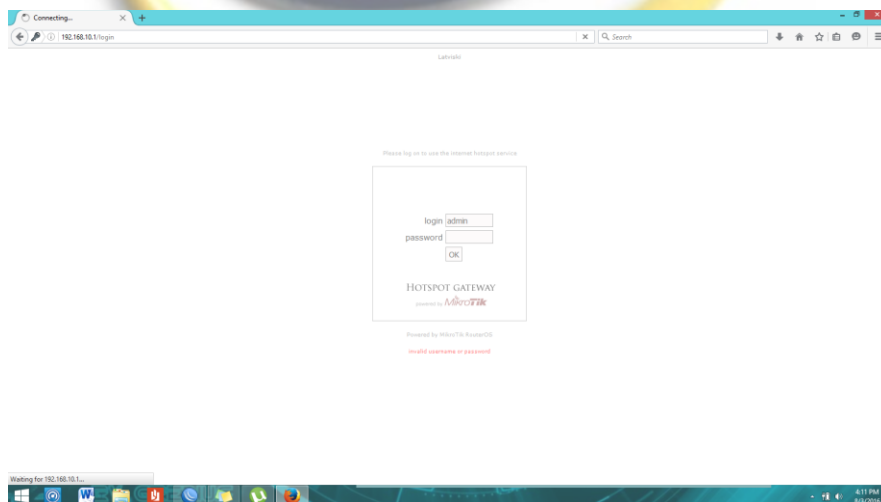 Connecting...
192.168.10.1/login
Search
Latviski
Please log on to use the internet hotspot service
login admin
password
OK
HOTSPOT GATEWAY
powered by MikroTik
Powered by MikroTik RouterOS
invalid username or password
Waiting for 192.168.10.1...
4:11 PM